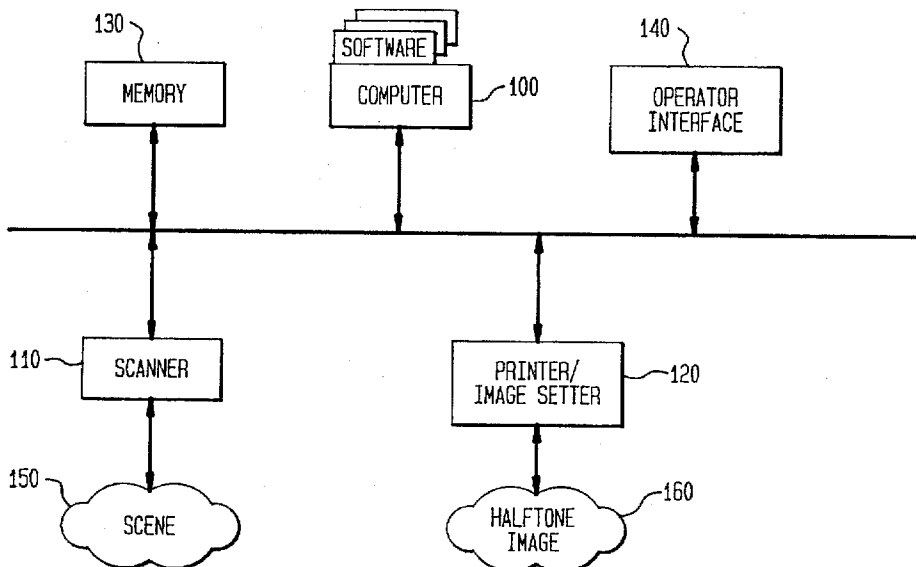 130
MEMORY
SOFTWARE
COMPUTER
100
140
OPERATOR
INTERFACE
110
SCANNER
PRINTER/
IMAGE SETTER
120
150
SCENE
HALFTONE
IMAGE
160